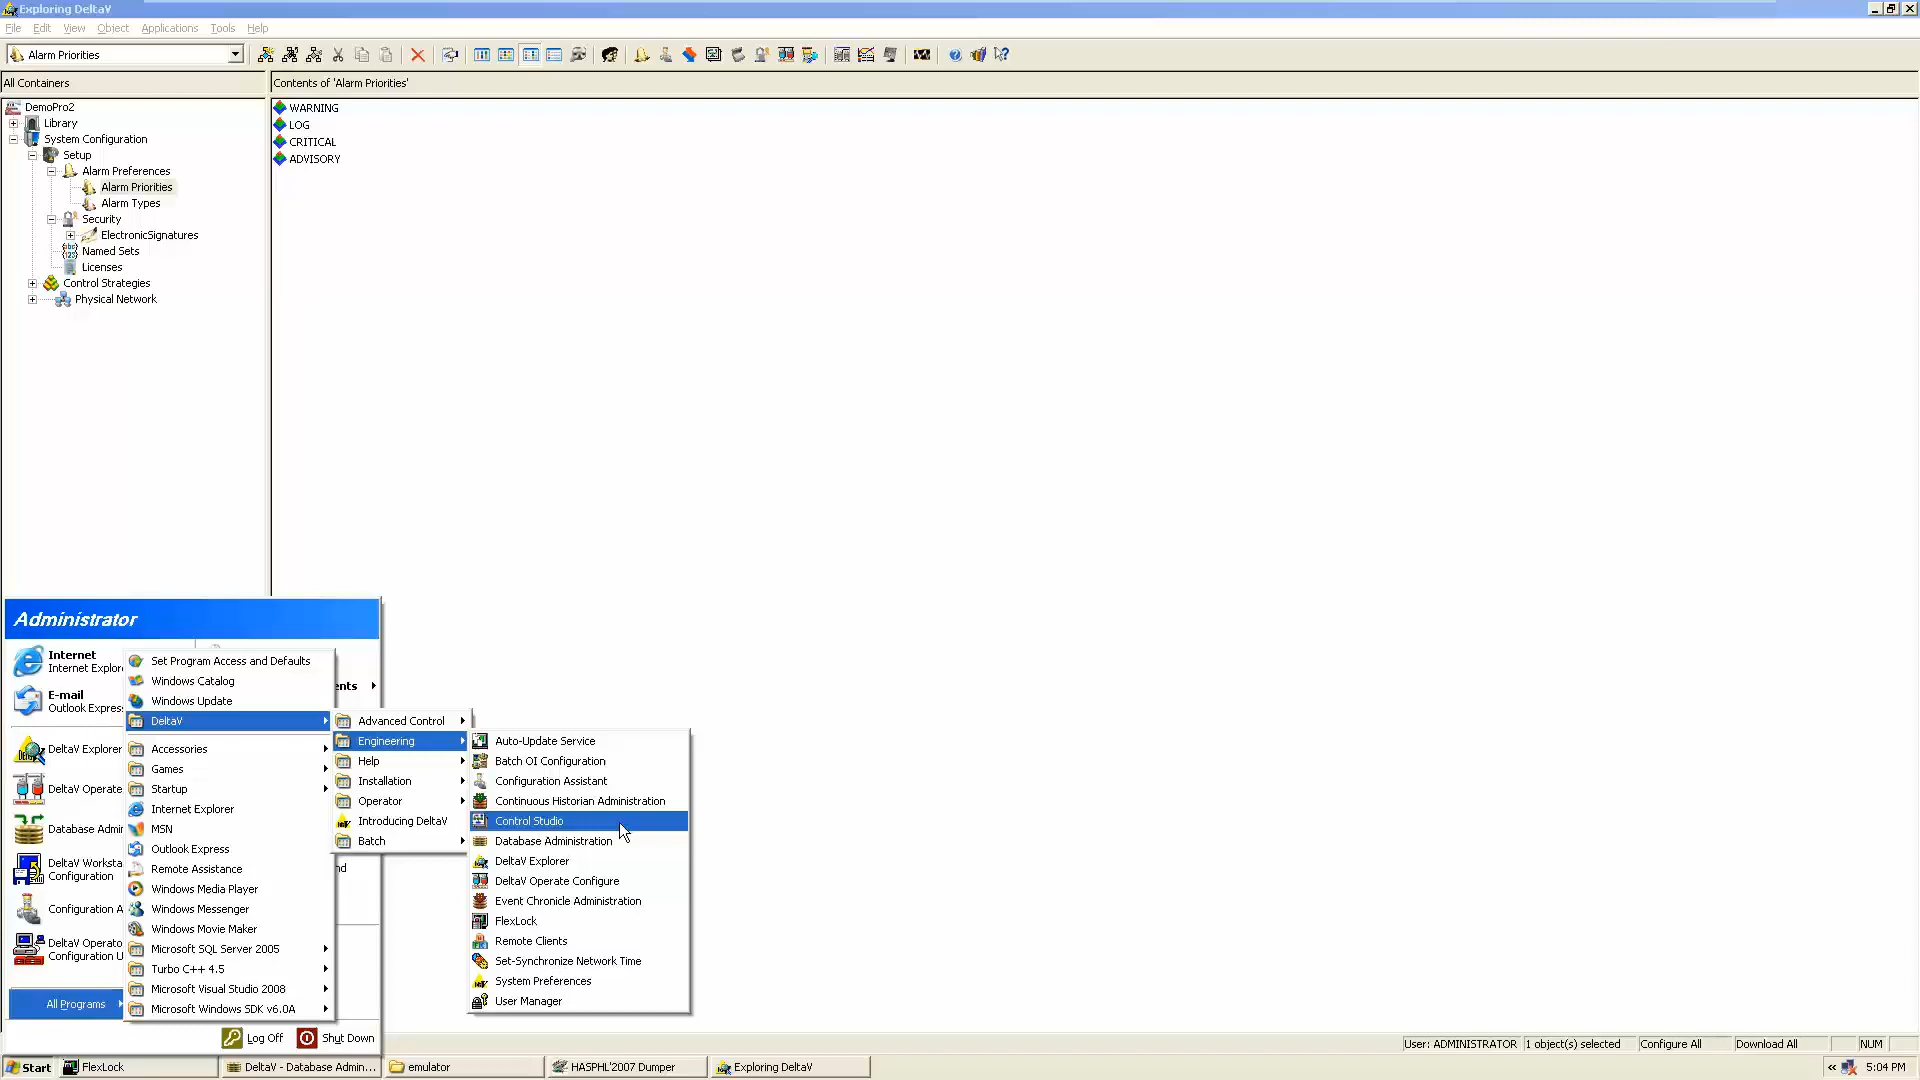 Exploring DeltaV
File Edit View Object Applications Tools Help
Alarm Priorities
All Containers
Contents of 'Alarm Priorities'
DemoPro2
Library
System Configuration
Setup
Alarm Preferences
Alarm Priorities
Alarm Types
Security
ElectronicSignatures
Named Sets
Licenses
Control Strategies
Physical Network
WARNING
LOG
CRITICAL
ADVISORY
Administrator
Internet
Internet Explor
E-mail
Outlook Expres
DeltaV Explorer
DeltaV Operate
Database Admi
DeltaV Worksta
Configuration
Configuration A
DeltaV Operato
Configuration U
All Programs
ents
nd
Log Off
Shut Down
Set Program Access and Defaults
Windows Catalog
Windows Update
DeltaV
Accessories
Games
Startup
Internet Explorer
MSN
Outlook Express
Remote Assistance
Windows Media Player
Windows Messenger
Windows Movie Maker
Microsoft SQL Server 2005
Turbo C++ 4.5
Microsoft Visual Studio 2008
Microsoft Windows SDK v6.0A
Advanced Control
Engineering
Help
Installation
Operator
Introducing DeltaV
Batch
Auto-Update Service
Batch OI Configuration
Configuration Assistant
Continuous Historian Administration
Control Studio
Database Administration
DeltaV Explorer
DeltaV Operate Configure
Event Chronicle Administration
FlexLock
Remote Clients
Set-Synchronize Network Time
System Preferences
User Manager
User: ADMINISTRATOR 1 object(s) selected Configure All Download All NUM
Start FlexLock DeltaV - Database Admin... emulator HASPHL'2007 Dumper Exploring DeltaV « 5:04 PM